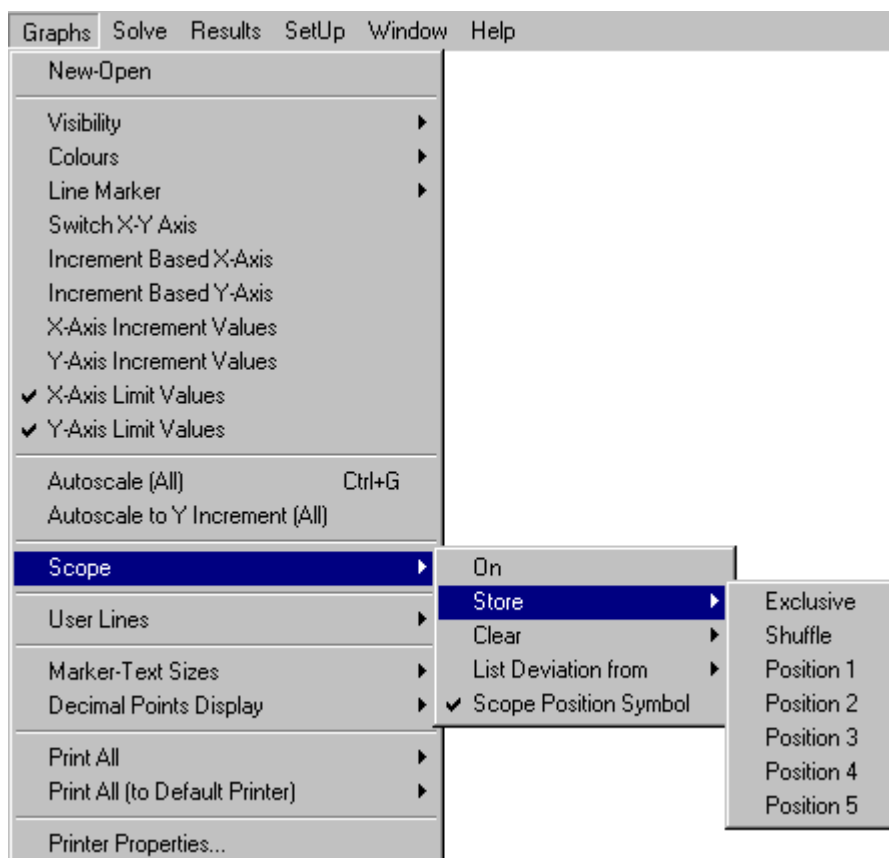 Graphs Solve Results SetUp Window Help
New-Open
Visibility
Colours
Line Marker
Switch X-Y Axis
Increment Based X-Axis
Increment Based Y-Axis
X-Axis Increment Values
Y-Axis Increment Values
X-Axis Limit Values
Y-Axis Limit Values
Autoscale (All) Ctrl+G
Autoscale to Y Increment (All)
Scope
User Lines
Marker-Text Sizes
Decimal Points Display
Print All
Print All (to Default Printer)
Printer Properties...
On
Store
Clear
List Deviation from
Scope Position Symbol
Exclusive
Shuffle
Position 1
Position 2
Position 3
Position 4
Position 5